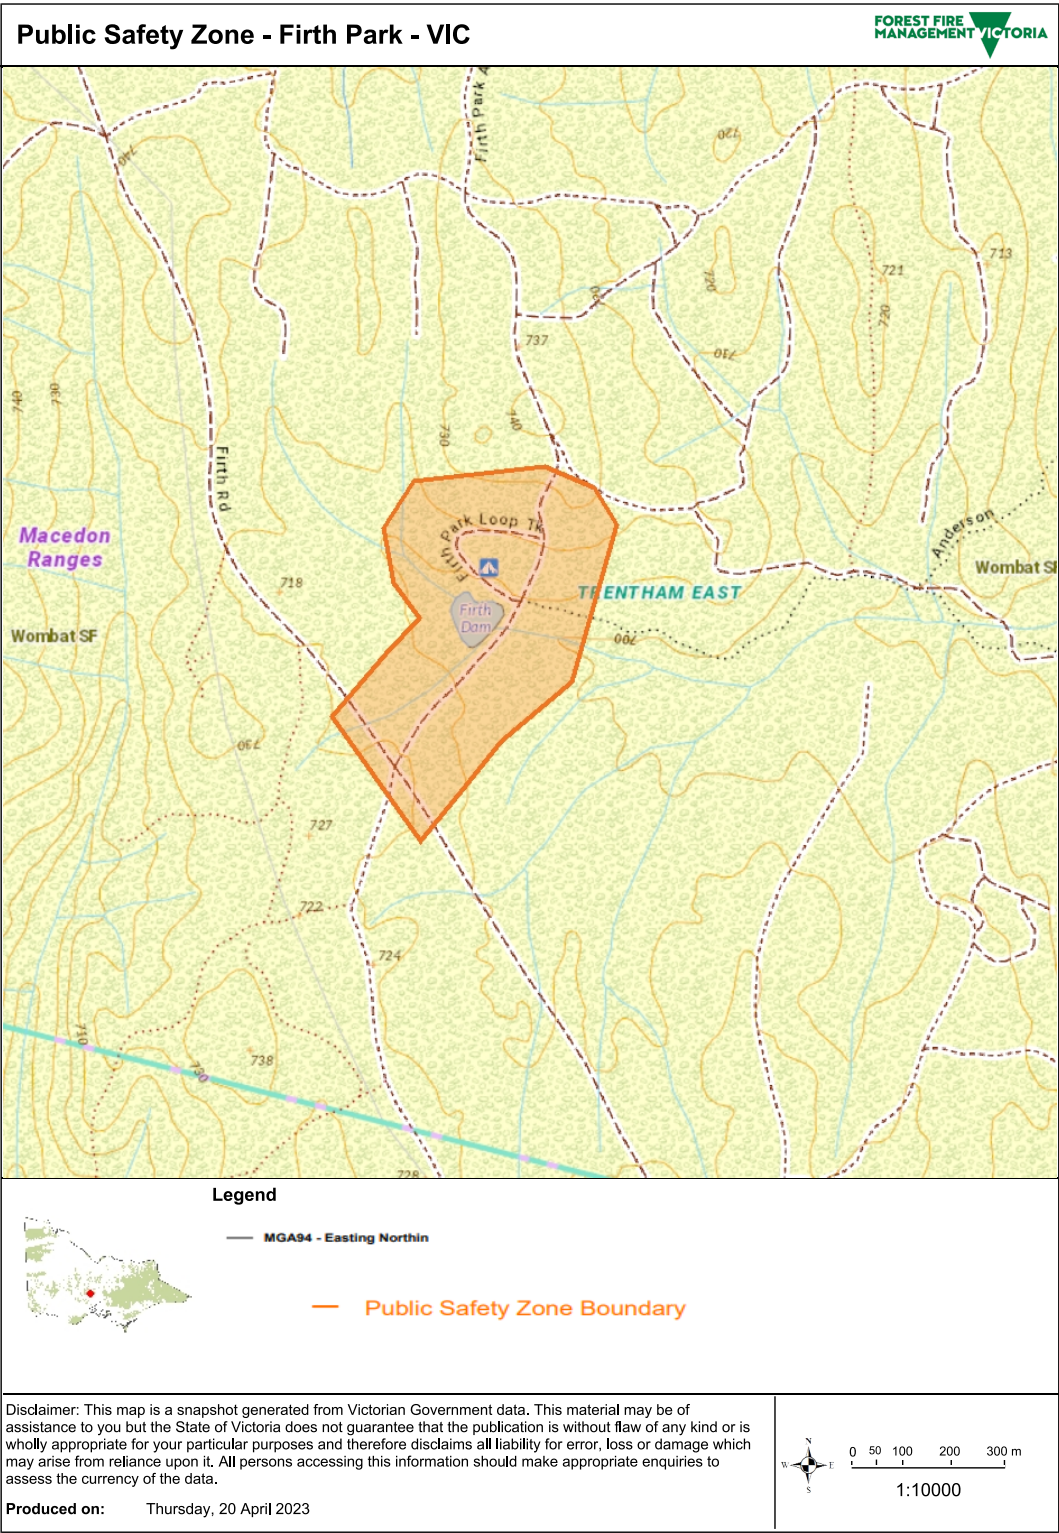 Public Safety Zone - Firth Park - VIC
FOREST FIRE
MANAGEMENT VICTORIA
Firth Park A
740
720
713
721
720
720
720
737
730
740
730
740
730
Firth Rd
Firth Park Loop Tk
Anderson
Macedon
Ranges
Wombat SF
718
TRENTHAM EAST
Wombat SF
Firth
Dam
700
730
727
722
724
710
730
738
728
Legend
MGA94 - Easting Northin
Public Safety Zone Boundary
Disclaimer: This map is a snapshot generated from Victorian Government data. This material may be of
assistance to you but the State of Victoria does not guarantee that the publication is without flaw of any kind or is
wholly appropriate for your particular purposes and therefore disclaims all liability for error, loss or damage which
may arise from reliance upon it. All persons accessing this information should make appropriate enquiries to
assess the currency of the data.
Produced on: Thursday, 20 April 2023
N
W E
S
0 50 100 200 300 m
1:10000